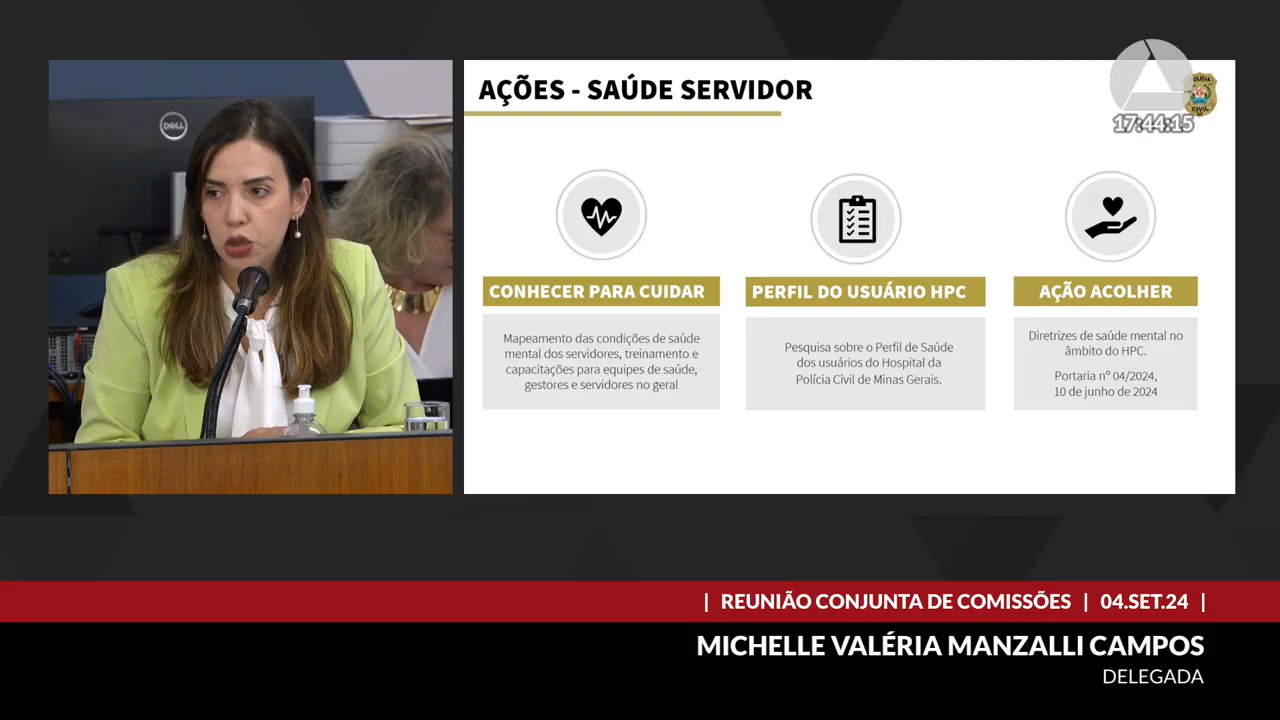 DELL
AÇÕES - SAÚDE SERVIDOR
POLÍCIA
CIVIL
17:44:15
CONHECER PARA CUIDAR
Mapeamento das condições de saúde
mental dos servidores, treinamento e
capacitações para equipes de saúde,
gestores e servidores no geral
PERFIL DO USUÁRIO HPC
Pesquisa sobre o Perfil de Saúde
dos usuários do Hospital da
Polícia Civil de Minas Gerais.
AÇÃO ACOLHER
Diretrizes de saúde mental no
âmbito do HPC.
Portaria nº 04/2024,
10 de junho de 2024
| REUNIÃO CONJUNTA DE COMISSÕES | 04.SET.24 |
MICHELLE VALÉRIA MANZALLI CAMPOS
DELEGADA